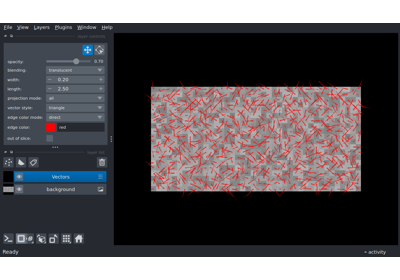 File View Layers Plugins Window Help
opacity: 0.70
blending: translucent
width: 0.20
length: 2.50
projection mode: all
vector style: triangle
edge color mode: direct
edge color: red
out of slice:
Vectors
background
Ready
activity